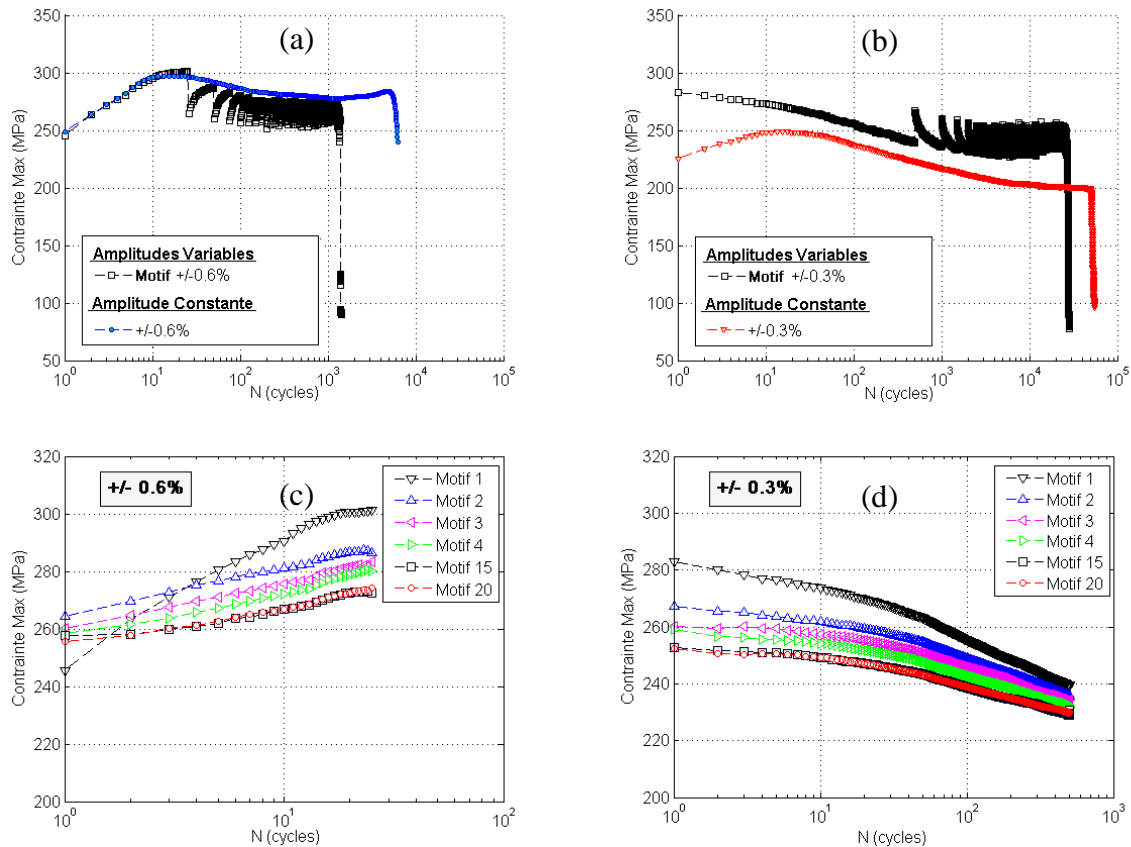 (a)
350
300
250
200
150
100
50
Contrainte Max (MPa)
Amplitudes Variables
Motif +/-0.6%
Amplitude Constante
+/-0.6%
10^0 10^1 10^2 10^3 10^4 10^5
N (cycles)
(b)
350
300
250
200
150
100
50
Contrainte Max (MPa)
Amplitudes Variables
Motif +/-0.3%
Amplitude Constante
+/-0.3%
10^0 10^1 10^2 10^3 10^4 10^5
N (cycles)
+/- 0.6%
(c)
Motif 1
Motif 2
Motif 3
Motif 4
Motif 15
Motif 20
320
300
280
260
240
220
200
Contrainte Max (MPa)
10^0 10^1 10^2
N (cycles)
+/- 0.3%
(d)
Motif 1
Motif 2
Motif 3
Motif 4
Motif 15
Motif 20
320
300
280
260
240
220
200
Contrainte Max (MPa)
10^0 10^1 10^2 10^3
N (cycles)